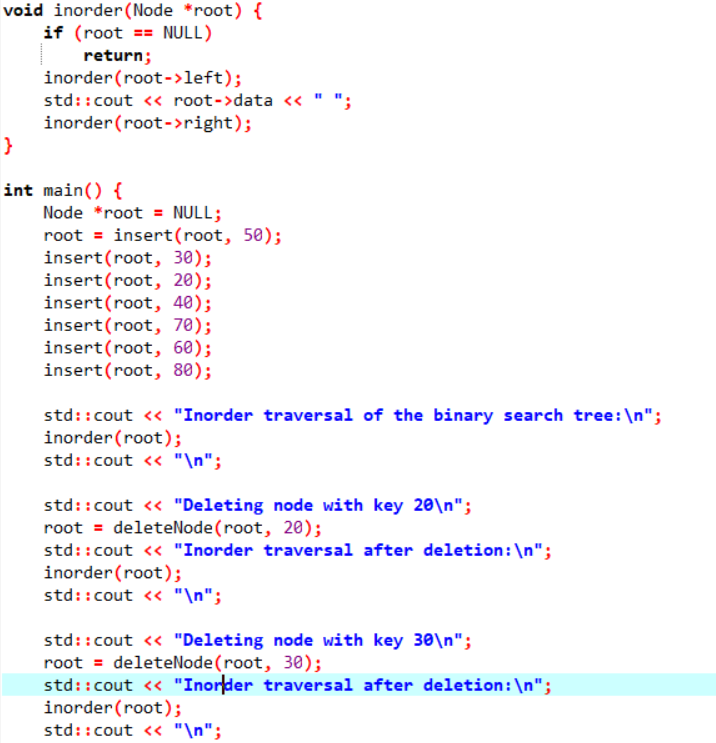 void inorder(Node *root) {
    if (root == NULL)
        return;
    inorder(root->left);
    std::cout << root->data << " ";
    inorder(root->right);
}

int main() {
    Node *root = NULL;
    root = insert(root, 50);
    insert(root, 30);
    insert(root, 20);
    insert(root, 40);
    insert(root, 70);
    insert(root, 60);
    insert(root, 80);

    std::cout << "Inorder traversal of the binary search tree:\n";
    inorder(root);
    std::cout << "\n";

    std::cout << "Deleting node with key 20\n";
    root = deleteNode(root, 20);
    std::cout << "Inorder traversal after deletion:\n";
    inorder(root);
    std::cout << "\n";

    std::cout << "Deleting node with key 30\n";
    root = deleteNode(root, 30);
    std::cout << "Inorder traversal after deletion:\n";
    inorder(root);
    std::cout << "\n";